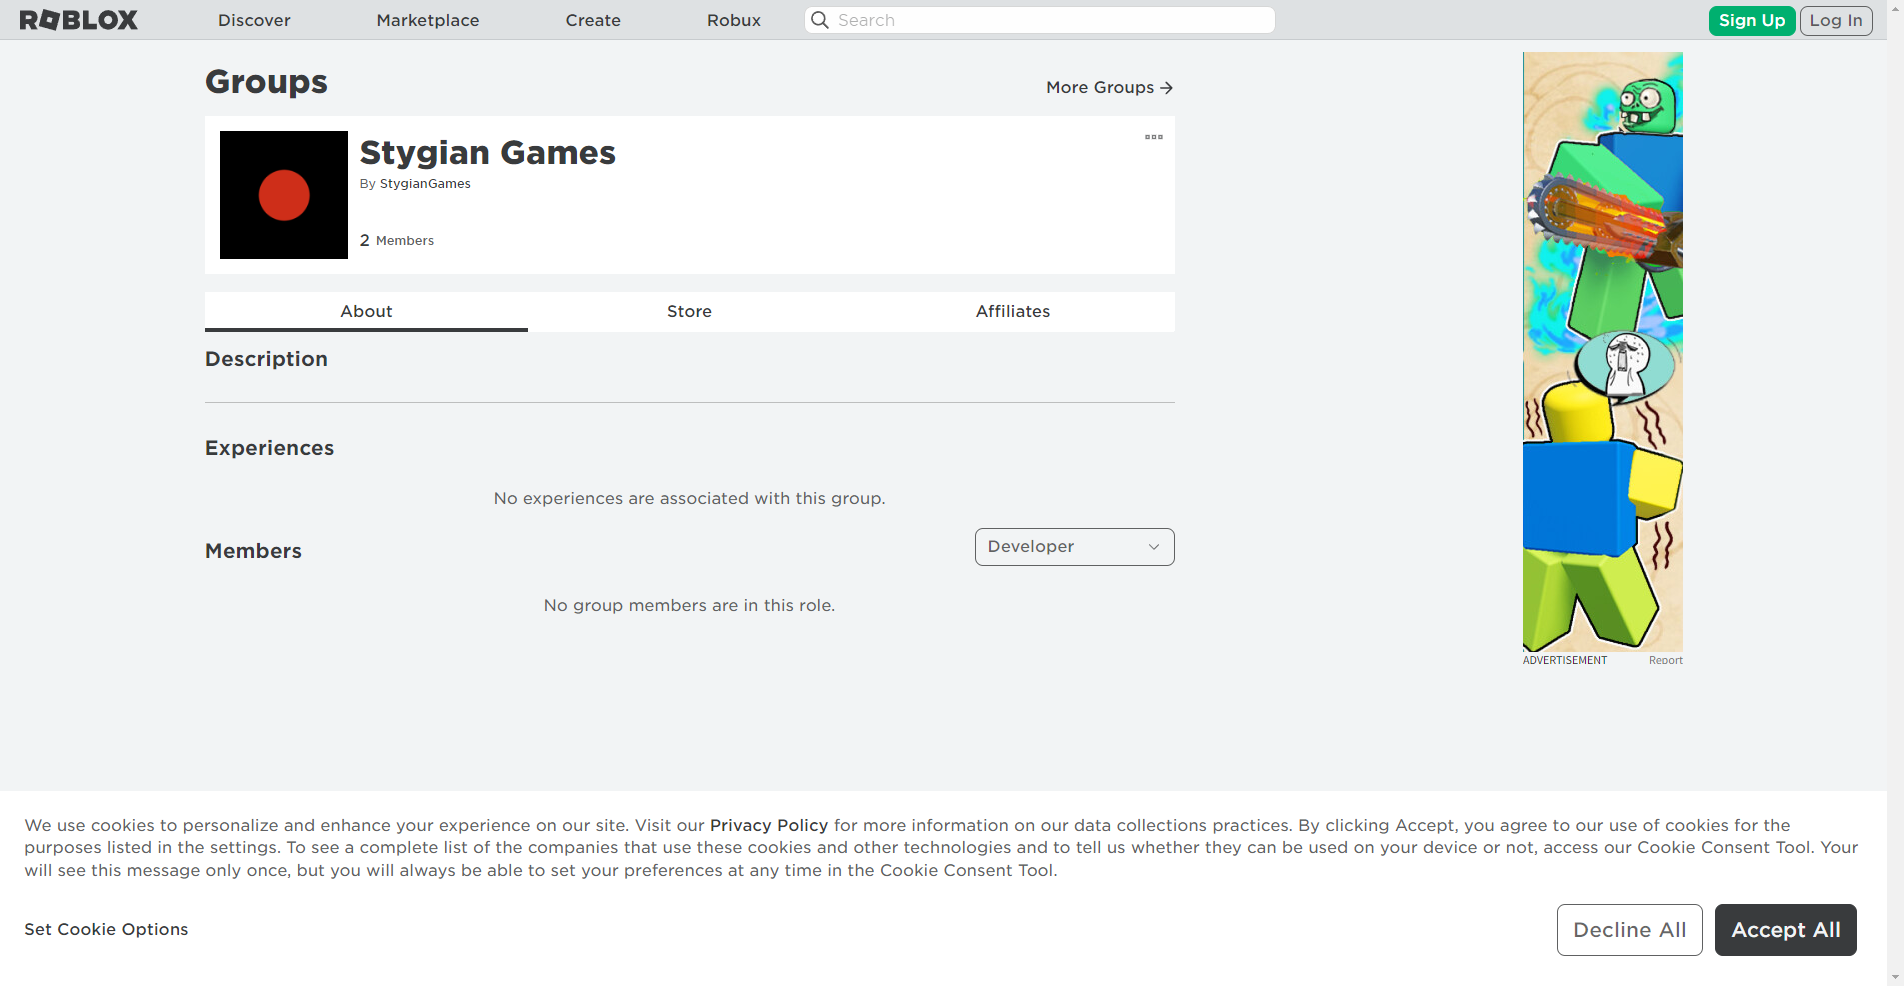 ROBLOX Discover Marketplace Create Robux Search Sign Up Log In
Groups
More Groups
Stygian Games
By StygianGames
2 Members
About Store Affiliates
Description
Experiences
No experiences are associated with this group.
Members
Developer
No group members are in this role.
ADVERTISEMENT Report
We use cookies to personalize and enhance your experience on our site. Visit our Privacy Policy for more information on our data collections practices. By clicking Accept, you agree to our use of cookies for the
purposes listed in the settings. To see a complete list of the companies that use these cookies and other technologies and to tell us whether they can be used on your device or not, access our Cookie Consent Tool. Your
will see this message only once, but you will always be able to set your preferences at any time in the Cookie Consent Tool.
Set Cookie Options
Decline All
Accept All